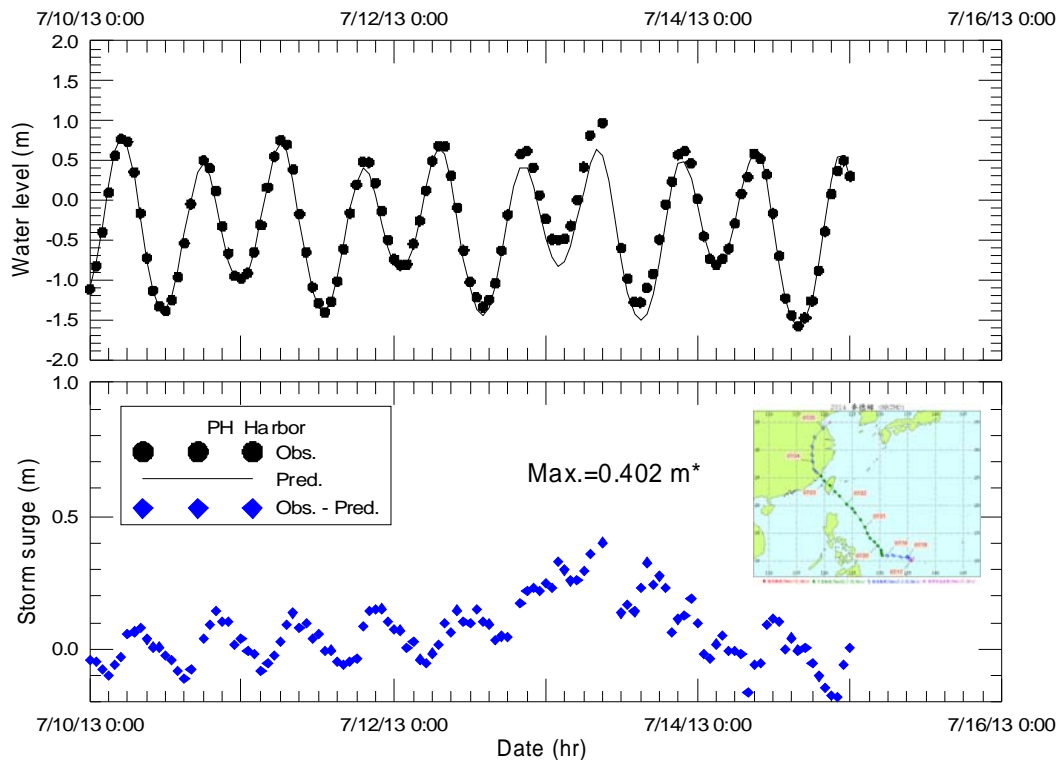 7/10/13 0:00 7/12/13 0:00 7/14/13 0:00 7/16/13 0:00
2.0
1.5
1.0
0.5
0.0
-0.5
-1.0
-1.5
-2.0
Water level (m)
1.0
0.5
0.0
Storm surge (m)
PH Harbor
Obs.
Pred.
Obs. - Pred.
Max.=0.402 m*
7/10/13 0:00 7/12/13 0:00 7/14/13 0:00 7/16/13 0:00
Date (hr)